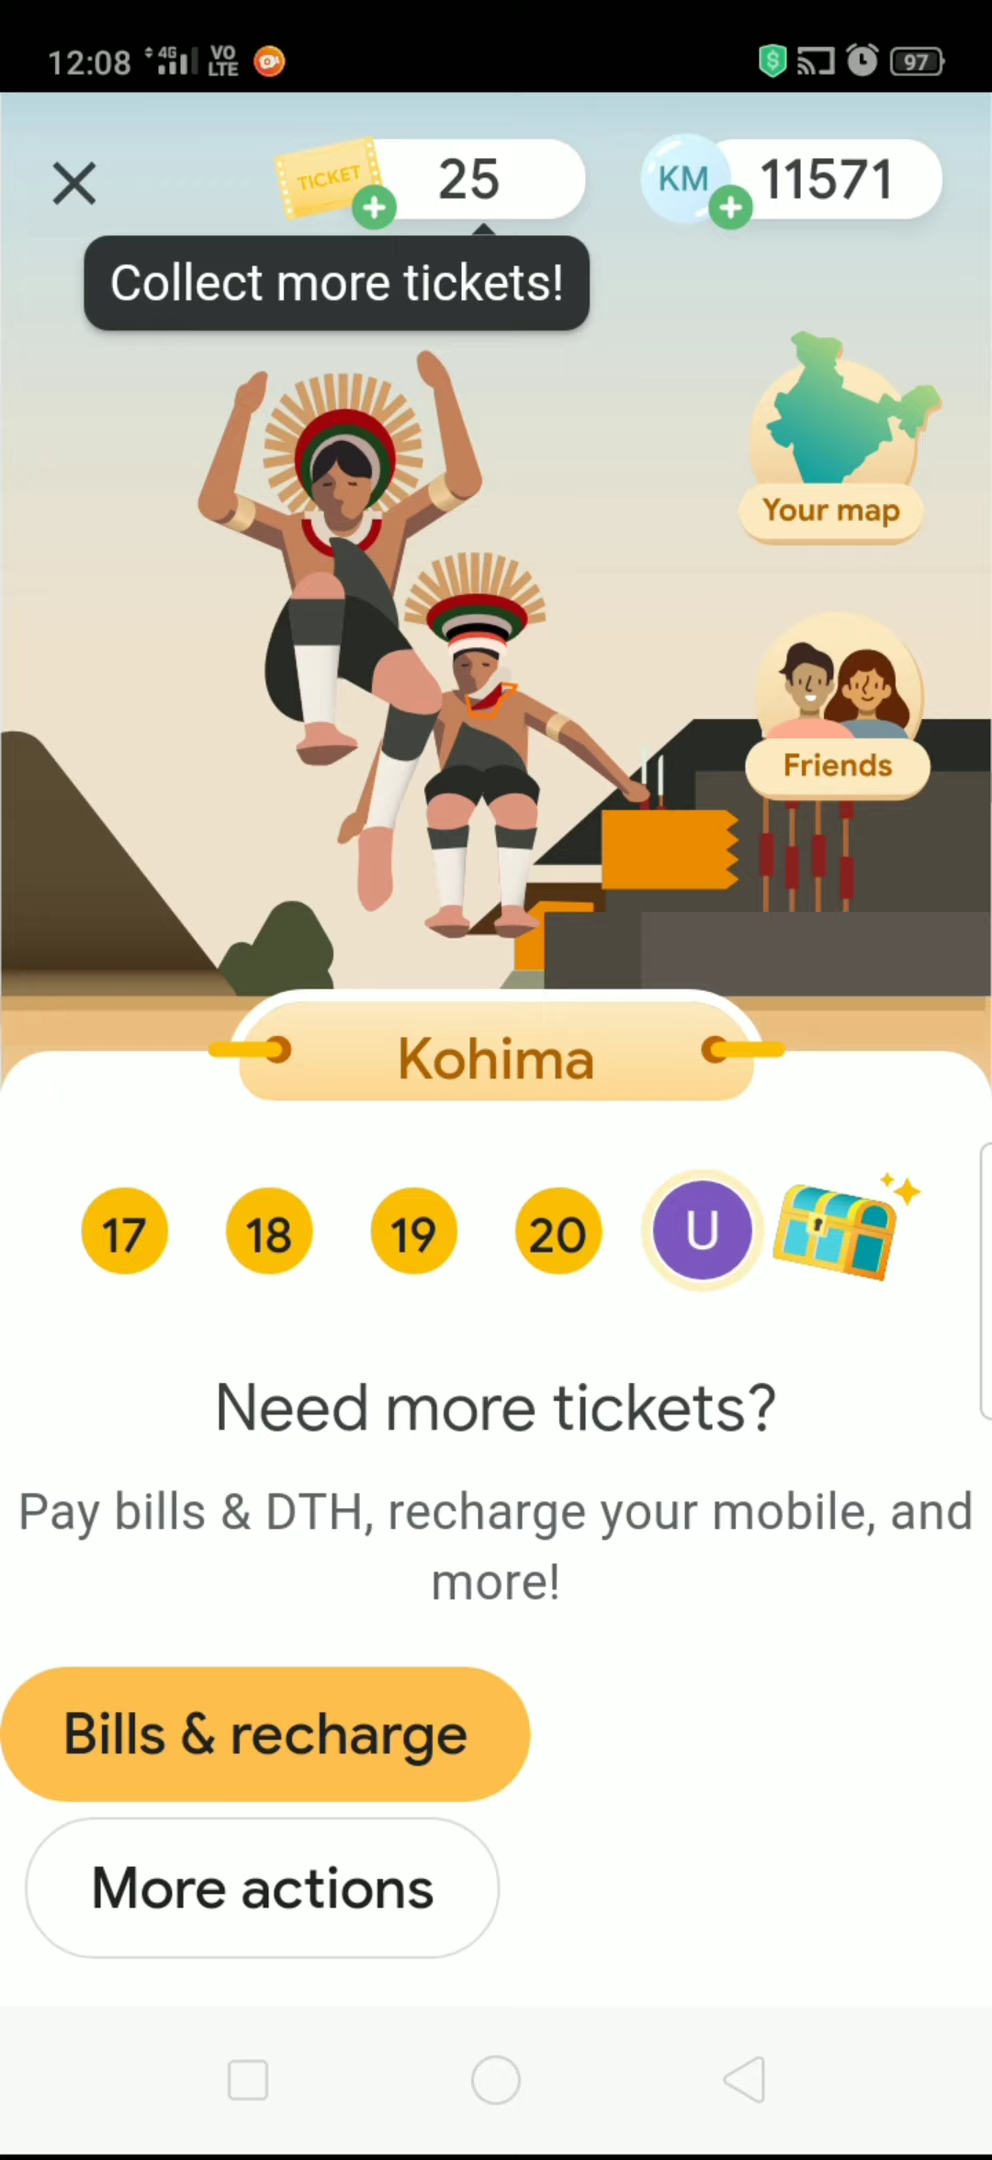 12:08 4G VO LTE 97
TICKET 25 KM 11571
Collect more tickets!
Your map
Friends
Kohima
17 18 19 20 U
Need more tickets?
Pay bills & DTH, recharge your mobile, and
more!
Bills & recharge
More actions